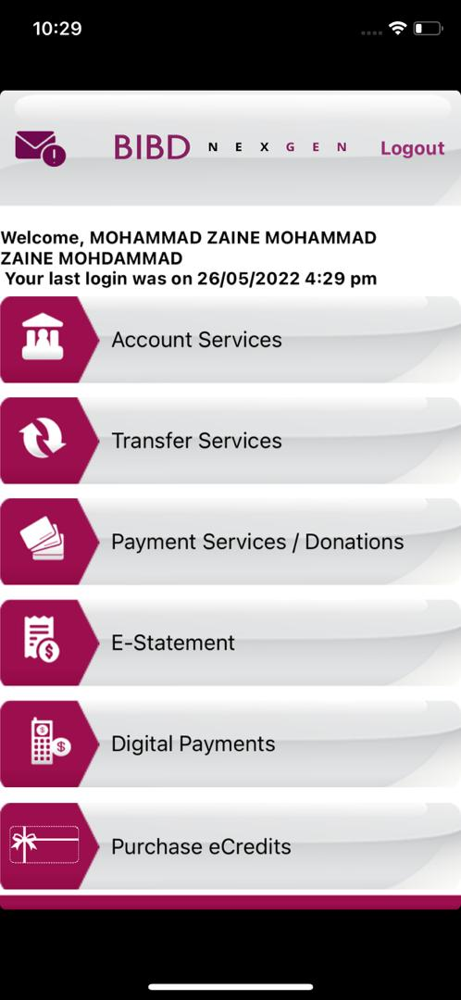 10:29
BIBD NEXGEN Logout
Welcome, MOHAMMAD ZAINE MOHAMMAD
ZAINE MOHDAMMAD
Your last login was on 26/05/2022 4:29 pm
Account Services
Transfer Services
Payment Services / Donations
E-Statement
Digital Payments
Purchase eCredits